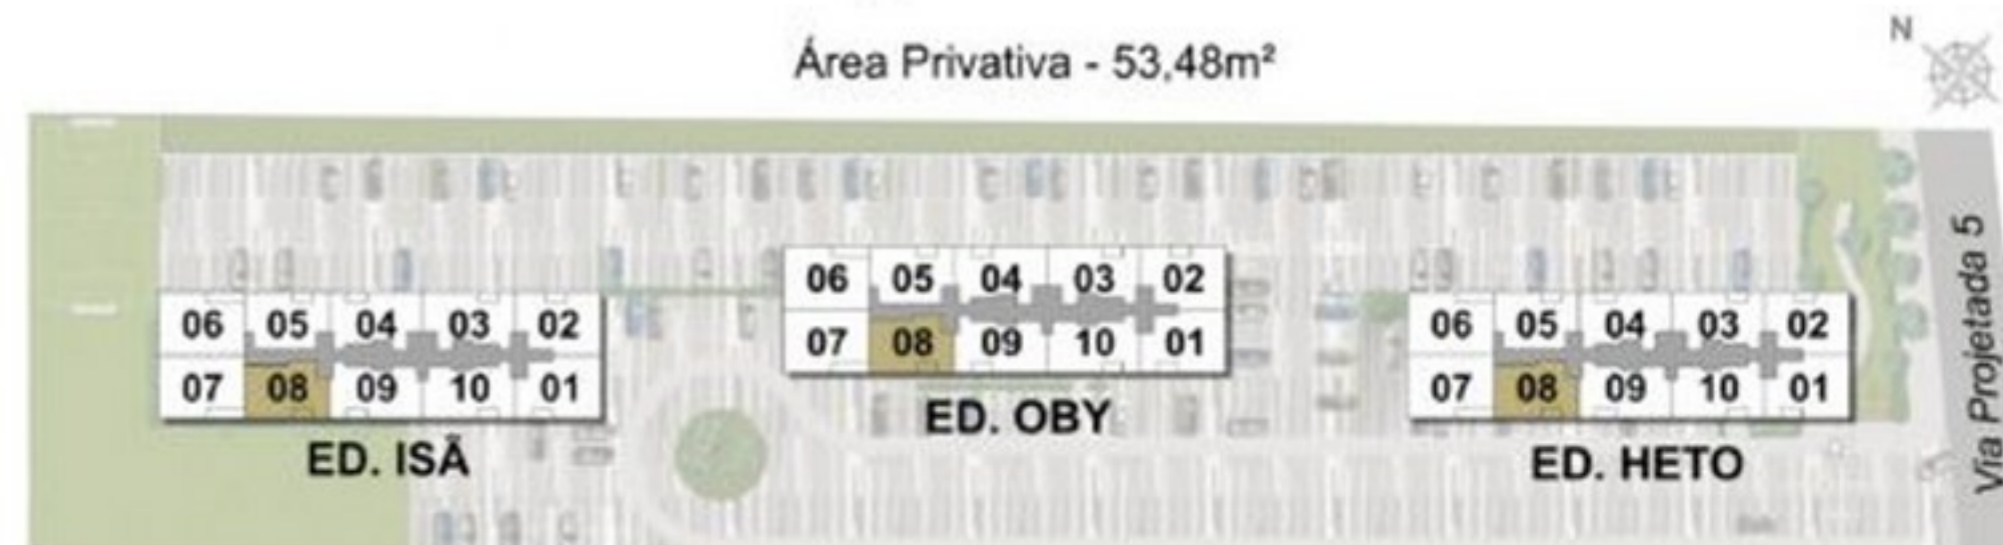 N
Área Privativa - 53,48m²
06 05 04 03 02
07 08 09 10 01
ED. ISÃ
06 05 04 03 02
07 08 09 10 01
ED. OBY
06 05 04 03 02
07 08 09 10 01
ED. HETO
Via Projetada 5